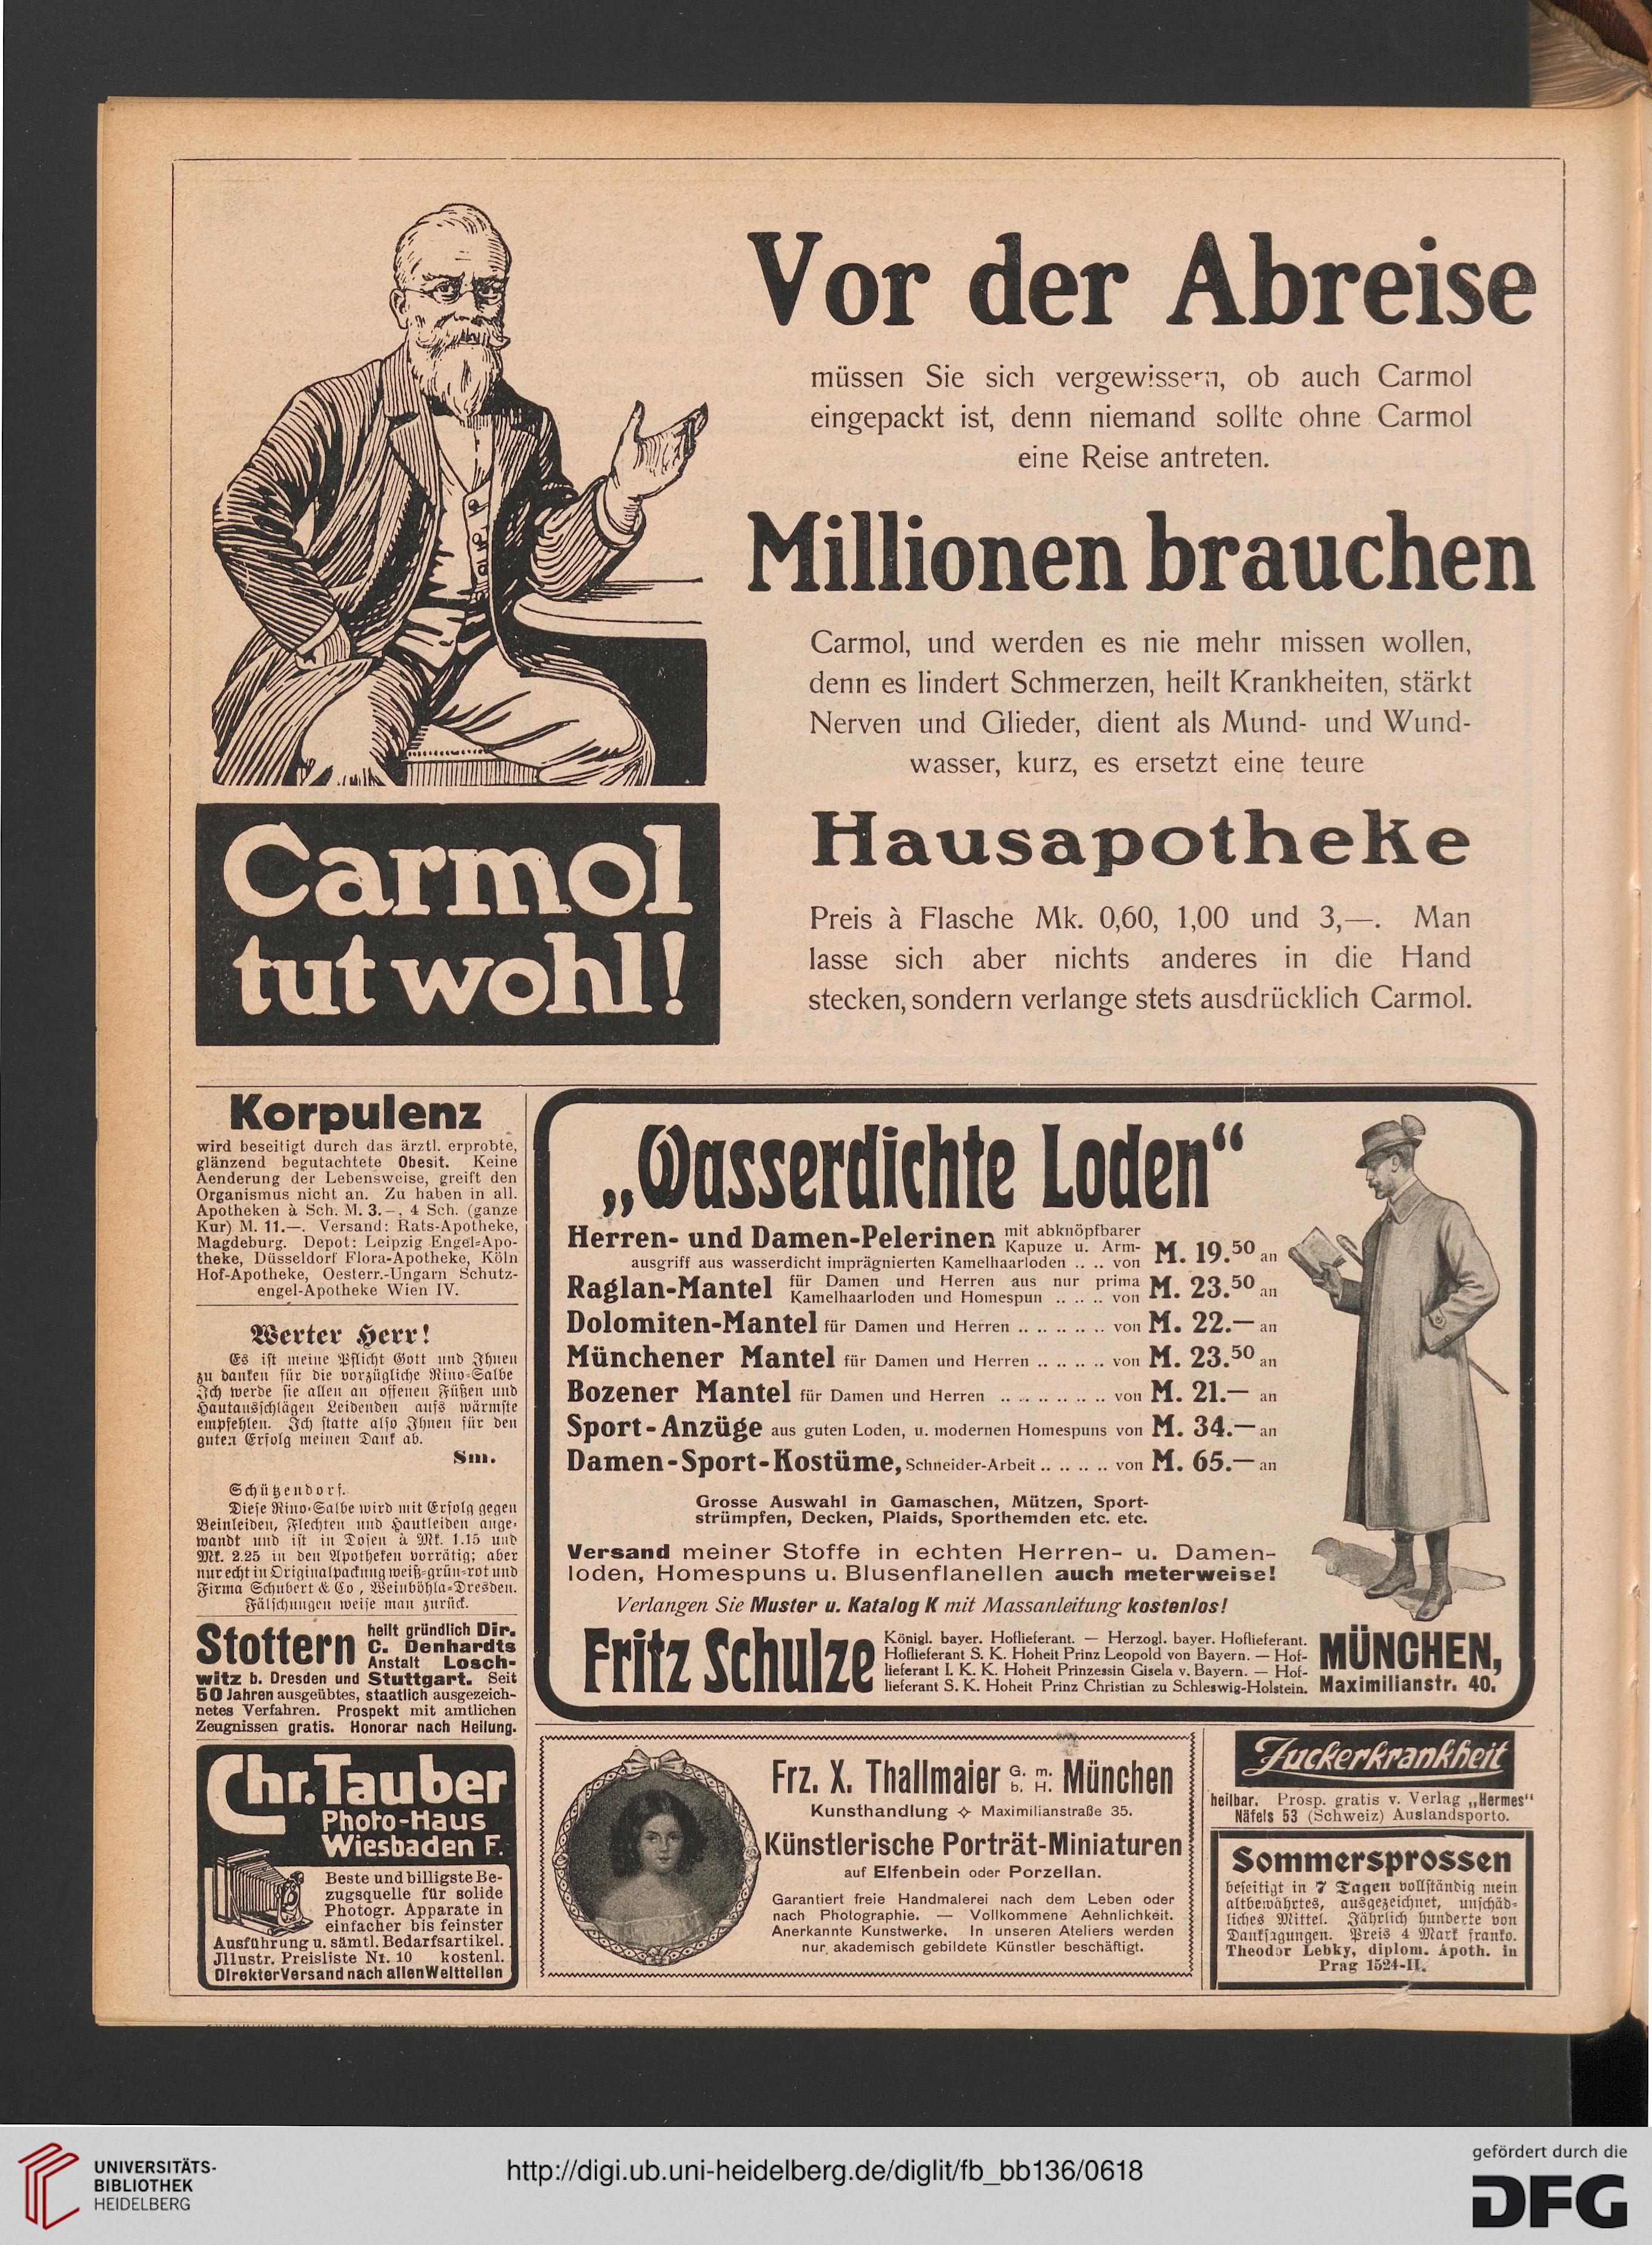 Vor der Abreise
müssen Sie sich vergewissern, ob auch Carmol
eingepackt ist, denn niemand sollte ohne Carmol
eine Reise antreten.
Millionen brauchen
Carmol, und werden es nie mehr missen wollen,
denn es lindert Schmerzen, heilt Krankheiten, stärkt
Nerven und Glieder, dient als Mund- und Wund-
wasser, kurz, es ersetzt eine teure
Hausapotheke
Preis à Flasche Mk. 0,60, 1,00 und 3,—. Man
lasse sich aber nichts anderes in die Hand
stecken, sondern verlange stets ausdrücklich Carmol.
Carmol
tut wohl!
Korpulenz
wird beseitigt durch das ärztl. erprobte,
glänzend begutachtete Obesit. Keine
Aenderung der Lebensweise, greift den
Organismus nicht an. Zu haben in all.
Apotheken à Sch. M. 3.—, 4 Sch. (ganze
Kur) M. 11.—. Versand: Rats-Apotheke,
Magdeburg. Depot: Leipzig Engel-Apo-
theke, Düsseldorf Flora-Apotheke, Köln
Hof-Apotheke, Oesterr.-Ungarn Schutz-
engel-Apotheke Wien IV.
Werter Herr!
Es ist meine Pflicht Gott und Ihnen
zu danken für die vorzügliche Rino-Salbe
Ich werde sie allen an offenen Füßen und
Hautausschlägen Leidenden aufs wärmste
empfehlen. Ich statte also Ihnen für den
guten Erfolg meinen Dank ab.
Sm.
Schützendorf.
Diese Rino-Salbe wird mit Erfolg gegen
Beinleiden, Flechten und Hautleiden ange-
wandt und ist in Dosen à Mk. 1.15 und
Mk. 2.25 in den Apotheken vorrätig; aber
nur echt in Originalpackung weiß-grün-rot und
Firma Schubert & Co, Weinböhla-Dresden.
Fälschungen weise man zurück.
Stottern heilt gründlich Dir.
C. Denhardts
Anstalt Losch-
witz b. Dresden und Stuttgart. Seit
50 Jahren ausgeübtes, staatlich ausgezeich-
netes Verfahren. Prospekt mit amtlichen
Zeugnissen gratis. Honorar nach Heilung.
Chr. Tauber
Photo-Haus
Wiesbaden F.
Beste und billigste Be-
zugsquelle für solide
Photogr. Apparate in
einfacher bis feinster
Ausführung u. sämtl. Bedarfsartikel.
Jllustr. Preisliste Nr. 10 kostenl.
Direkter Versand nach allen Weltteilen
„Wasserdichte Loden“
Herren- und Damen-Pelerinen mit abknöpfbarer
Kapuze u. Arm-
ausgriff aus wasserdicht imprägnierten Kamelhaarloden .. .. von M. 19.50 an
Raglan-Mantel für Damen und Herren aus nur prima
Kamelhaarloden und Homespun .. .. .. von M. 23.50 an
Dolomiten-Mantel für Damen und Herren .. .. .. .. .. von M. 22.— an
Münchener Mantel für Damen und Herren .. .. .. .. von M. 23.50 an
Bozener Mantel für Damen und Herren .. .. .. .. .. .. von M. 21.— an
Sport-Anzüge aus guten Loden, u. modernen Homespuns von M. 34.— an
Damen-Sport-Kostüme, Schneider-Arbeit .. .. .. .. von M. 65.— an
Grosse Auswahl in Gamaschen, Mützen, Sport-
strümpfen, Decken, Plaids, Sporthemden etc. etc.
Versand meiner Stoffe in echten Herren- u. Damen-
loden, Homespuns u. Blusenflanellen auch meterweise!
Verlangen Sie Muster u. Katalog K mit Massanleitung kostenlos!
Fritz Schulze
Königl. bayer. Hoflieferant. — Herzogl. bayer. Hoflieferant.
Hoflieferant S. K. Hoheit Prinz Leopold von Bayern. — Hof-
lieferant I. K. K. Hoheit Prinzessin Gisela v. Bayern. — Hof-
lieferant S. K. Hoheit Prinz Christian zu Schleswig-Holstein.
MÜNCHEN,
Maximilianstr. 40.
Frz. X. Thallmaier G. m. b. H. München
Kunsthandlung ✧ Maximilianstraße 35.
Künstlerische Porträt-Miniaturen
auf Elfenbein oder Porzellan.
Garantiert freie Handmalerei nach dem Leben oder
nach Photographie. — Vollkommene Aehnlichkeit.
Anerkannte Kunstwerke. In unseren Ateliers werden
nur akademisch gebildete Künstler beschäftigt.
Zuckerkrankheit
heilbar. Prosp. gratis v. Verlag „Hermes“
Näfels 53 (Schweiz) Auslandsporto.
Sommersprossen
beseitigt in 7 Tagen vollständig mein
altbewährtes, ausgezeichnet, unschäd-
liches Mittel. Jährlich Hunderte von
Danksagungen. Preis 4 Mark franko.
Theodor Lebky, diplom. Apoth. in
Prag 1524-II.
UNIVERSITÄTS-
BIBLIOTHEK
HEIDELBERG
http://digi.ub.uni-heidelberg.de/diglit/fb_bb136/0618
gefördert durch die
DFG